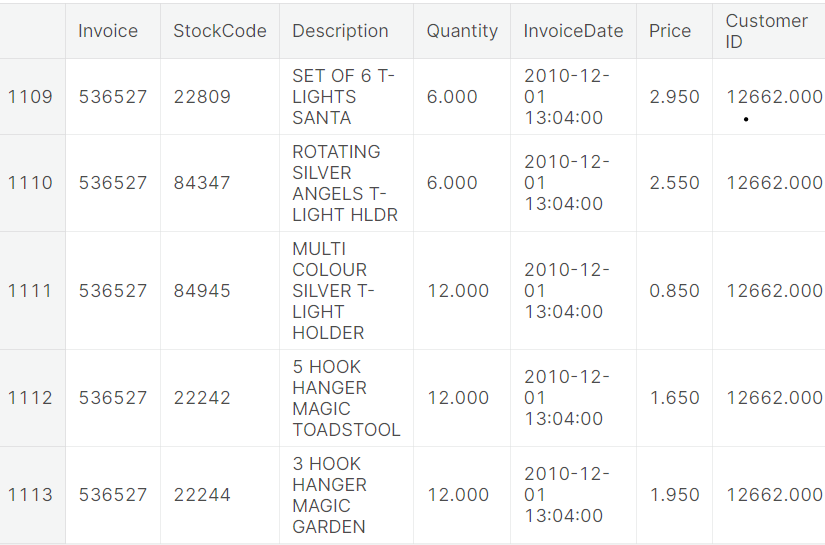 Invoice StockCode Description Quantity InvoiceDate Price Customer ID
1109 536527 22809 SET OF 6 T-LIGHTS SANTA 6.000 2010-12-01 13:04:00 2.950 12662.000
1110 536527 84347 ROTATING SILVER ANGELS T-LIGHT HLDR 6.000 2010-12-01 13:04:00 2.550 12662.000
1111 536527 84945 MULTI COLOUR SILVER T-LIGHT HOLDER 12.000 2010-12-01 13:04:00 0.850 12662.000
1112 536527 22242 5 HOOK HANGER MAGIC TOADSTOOL 12.000 2010-12-01 13:04:00 1.650 12662.000
1113 536527 22244 3 HOOK HANGER MAGIC GARDEN 12.000 2010-12-01 13:04:00 1.950 12662.000